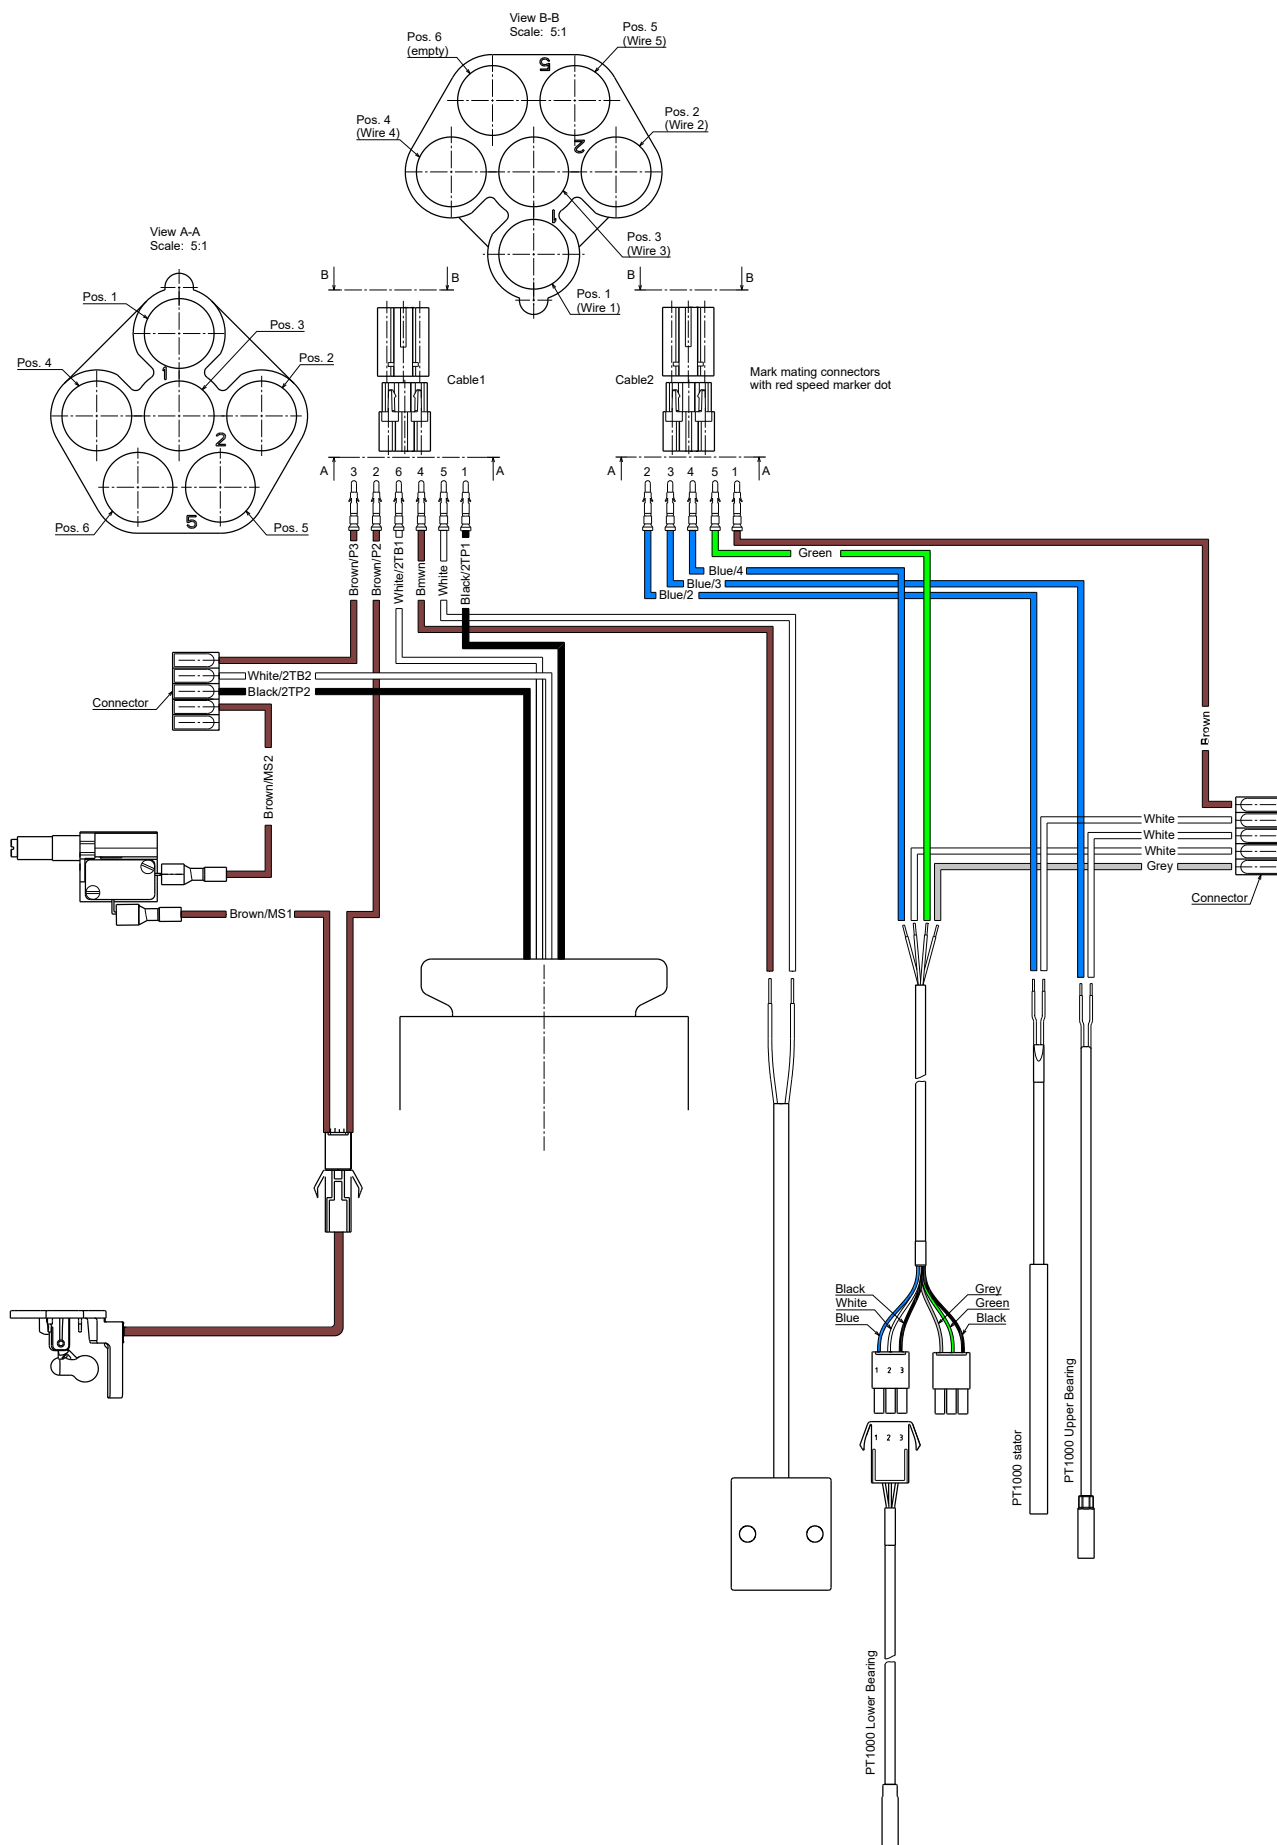 View B-B
Scale: 5:1
Pos. 6
(empty)
Pos. 5
(Wire 5)
5
Pos. 4
(Wire 4)
Pos. 2
(Wire 2)
2
1
Pos. 3
(Wire 3)
Pos. 1
(Wire 1)
View A-A
Scale: 5:1
Pos. 1
Pos. 3
Pos. 4
Pos. 2
1
2
5
Pos. 6
Pos. 5
B B
B B
Cable1
Cable2
Mark mating connectors
with red speed marker dot
A 3 2 6 4 5 1 A
A 2 3 4 5 1 A
Brown/P3
Brown/P2
White/2TB1
Bmwn
White
Black/2TP1
Green
Blue/4
Blue/3
Blue/2
White/2TB2
Black/2TP2
Connector
Brown/MS2
Brown/MS1
Brown
White
White
White
Grey
Connector
Black
White
Blue
Grey
Green
Black
1 2 3
1 2 3
PT1000 Lower Bearing
PT1000 stator
PT1000 Upper Bearing